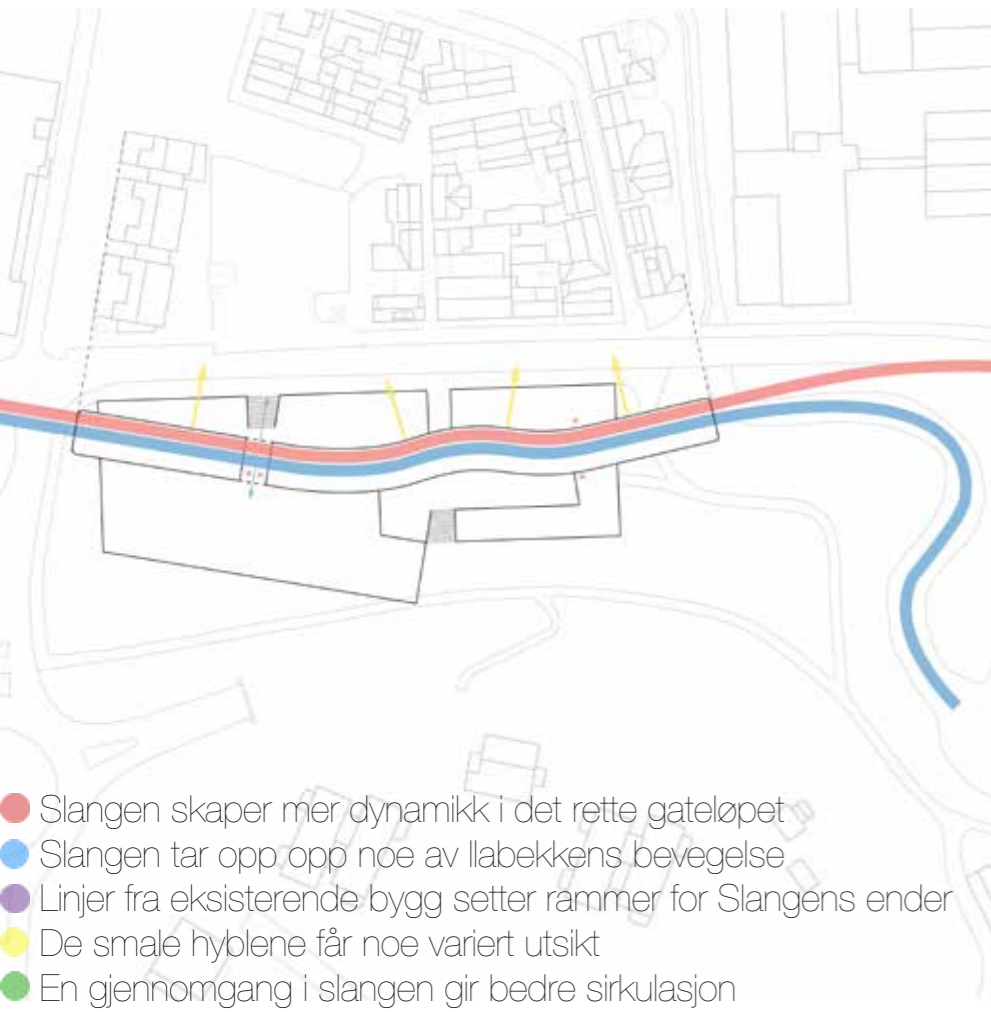 Slangen skaper mer dynamikk i det rette gateløpet
Slangen tar opp opp noe av Ilabekkens bevegelse
Linjer fra eksisterende bygg setter rammer for Slangens ender
De smale hyblene får noe variert utsikt
En gjennomgang i slangen gir bedre sirkulasjon